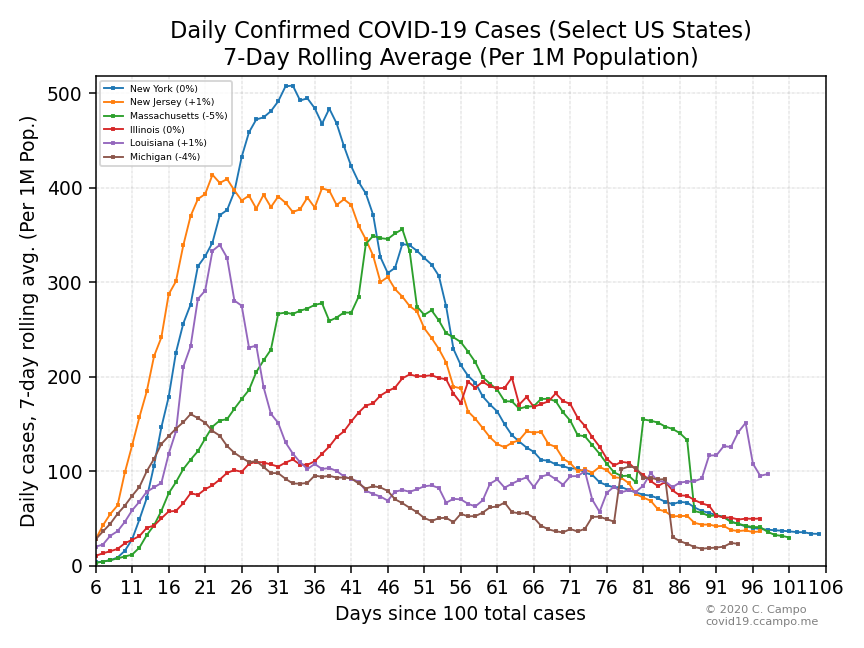 Daily Confirmed COVID-19 Cases (Select US States)
7-Day Rolling Average (Per 1M Population)
Daily cases, 7-day rolling avg. (Per 1M Pop.)
500
400
300
200
100
0
New York (0%)
New Jersey (+1%)
Massachusetts (-5%)
Illinois (0%)
Louisiana (+1%)
Michigan (-4%)
6 11 16 21 26 31 36 41 46 51 56 61 66 71 76 81 86 91 96 101 106
Days since 100 total cases
© 2020 C. Campo
covid19.ccampo.me